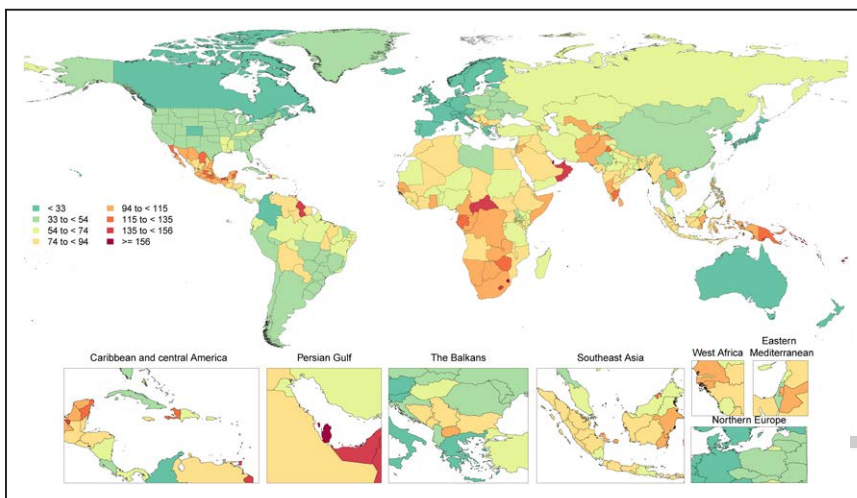 < 33
33 to < 54
54 to < 74
74 to < 94
94 to < 115
115 to < 135
135 to < 156
>= 156
Caribbean and central America
Persian Gulf
The Balkans
Southeast Asia
West Africa
Eastern
Mediterranean
Northern Europe